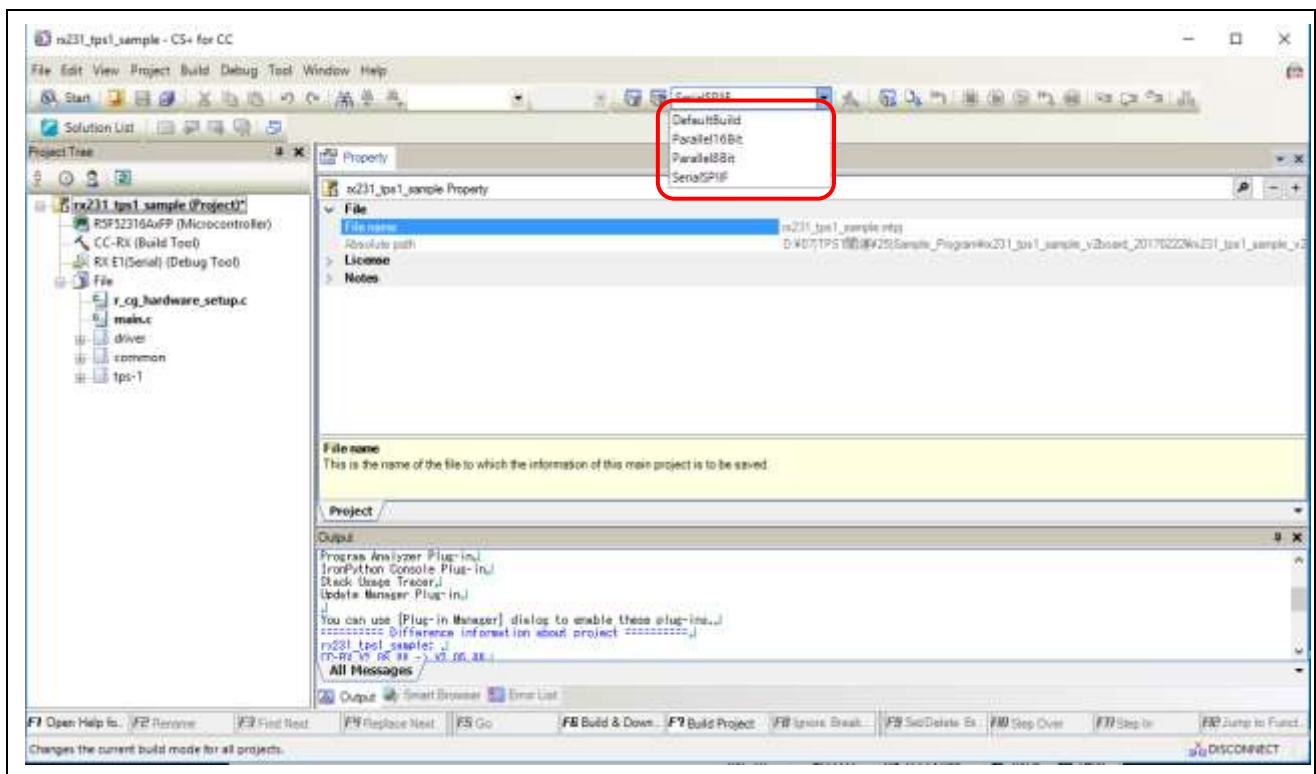 rx231_tps1_sample - CS+ for CC
File Edit View Project Build Debug Tool Window Help
Start
SerialSPIIF
Solution List
DefaultBuild
Parallel16Bit
Parallel8Bit
SerialSPIIF
Project Tree
Property
rx231_tps1_sample (Project)*
R5F52316AxFP (Microcontroller)
CC-RX (Build Tool)
RX E1(Serial) (Debug Tool)
File
r_cg_hardware_setup.c
main.c
driver
common
tps-1
rx231_tps1_sample Property
File
File name
rx231_tps1_sample.mtpj
Absolute path
License
Notes
File name
This is the name of the file to which the information of this main project is to be saved.
Project
Output
Program Analyzer Plug-in.
IronPython Console Plug-in.
Stack Usage Tracer.
Update Manager Plug-in.
You can use [Plug-in Manager] dialog to enable these plug-ins.
========== Difference information about project ==========
rx231_tps1_sample:
All Messages
Output Smart Browser Error List
F1 Open Help fo.. F2 Rename F3 Find Next F4 Replace Next F5 Go F6 Build & Down.. F7 Build Project F8 Ignore Break.. F9 Set/Delete Br.. F10 Step Over F11 Step In F12 Jump to Funct..
Changes the current build mode for all projects.
DISCONNECT